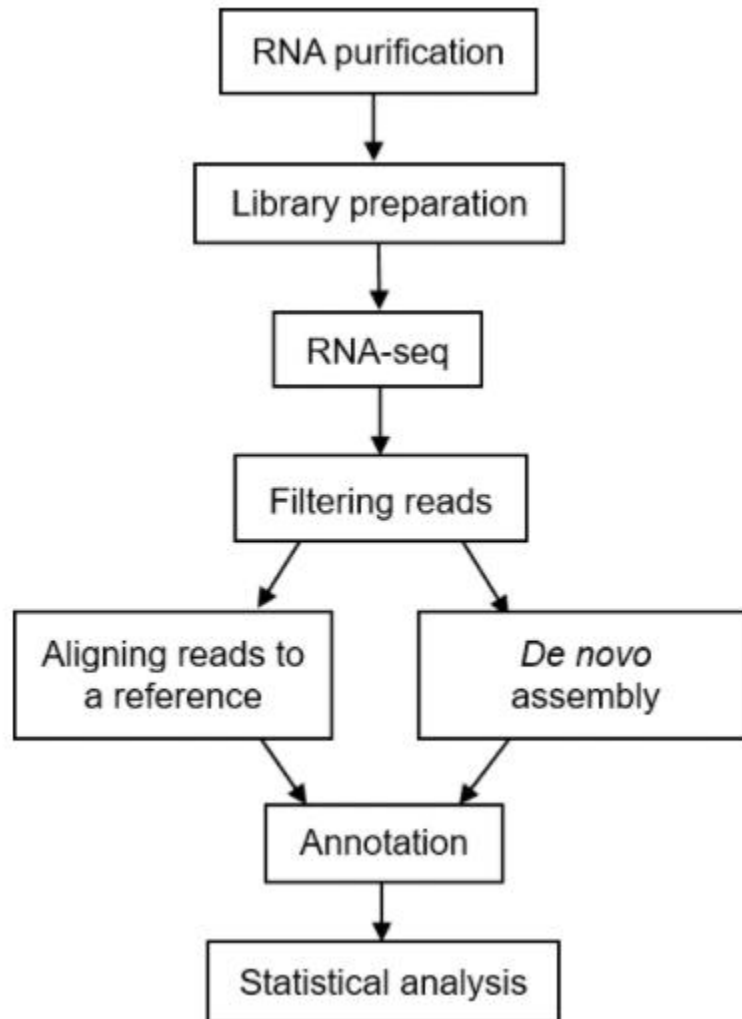 RNA purification
Library preparation
RNA-seq
Filtering reads
Aligning reads to
a reference
De novo
assembly
Annotation
Statistical analysis